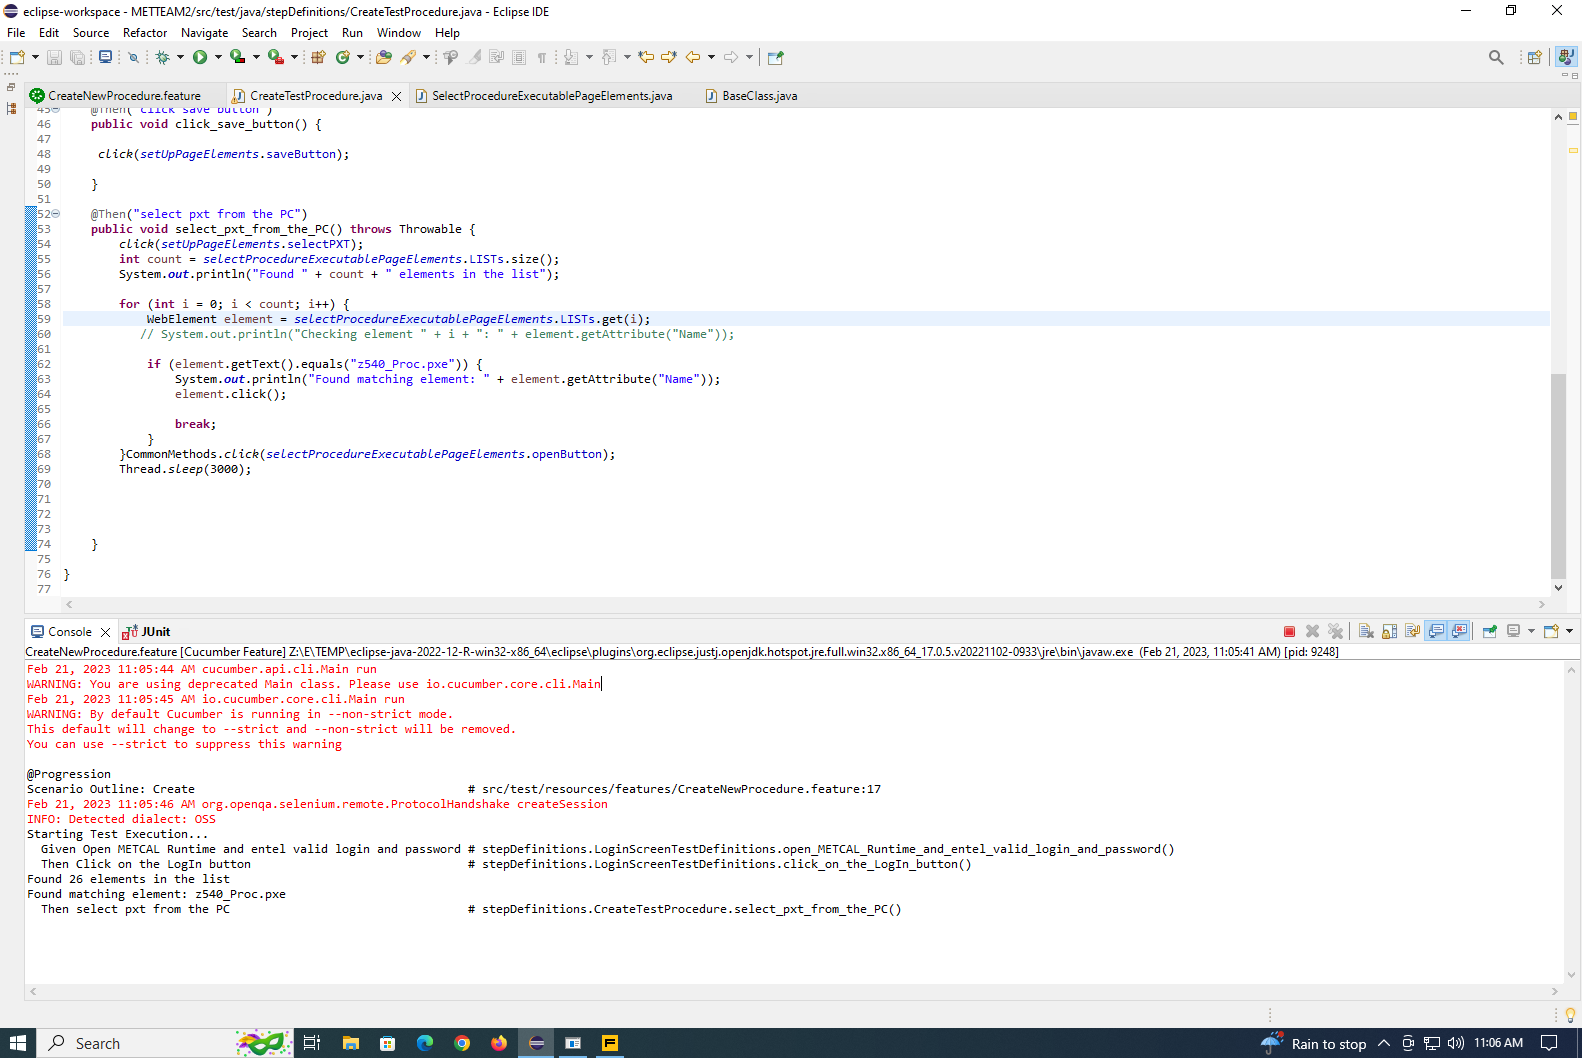 eclipse-workspace - METTEAM2/src/test/java/stepDefinitions/CreateTestProcedure.java - Eclipse IDE
File Edit Source Refactor Navigate Search Project Run Window Help
CreateNewProcedure.feature CreateTestProcedure.java SelectProcedureExecutablePageElements.java BaseClass.java
45 @Then("click save button")
46 public void click_save_button() {
47
48 click(setUpPageElements.saveButton);
49
50 }
51
52 @Then("select pxt from the PC")
53 public void select_pxt_from_the_PC() throws Throwable {
54 click(setUpPageElements.selectPXT);
55 int count = selectProcedureExecutablePageElements.LISTs.size();
56 System.out.println("Found " + count + " elements in the list");
57
58 for (int i = 0; i < count; i++) {
59 WebElement element = selectProcedureExecutablePageElements.LISTs.get(i);
60 // System.out.println("Checking element " + i + ": " + element.getAttribute("Name"));
61
62 if (element.getText().equals("z540_Proc.pxe")) {
63 System.out.println("Found matching element: " + element.getAttribute("Name"));
64 element.click();
65
66 break;
67 }
68 }CommonMethods.click(selectProcedureExecutablePageElements.openButton);
69 Thread.sleep(3000);
70
71
72
73
74 }
75
76 }
77
Console JUnit
CreateNewProcedure.feature [Cucumber Feature] Z:\E\TEMP\eclipse-java-2022-12-R-win32-x86_64\eclipse\plugins\org.eclipse.justj.openjdk.hotspot.jre.full.win32.x86_64_17.0.5.v20221102-0933\jre\bin\javaw.exe (Feb 21, 2023, 11:05:41 AM) [pid: 9248]
Feb 21, 2023 11:05:44 AM cucumber.api.cli.Main run
WARNING: You are using deprecated Main class. Please use io.cucumber.core.cli.Main
Feb 21, 2023 11:05:45 AM io.cucumber.core.cli.Main run
WARNING: By default Cucumber is running in --non-strict mode.
This default will change to --strict and --non-strict will be removed.
You can use --strict to suppress this warning
@Progression
Scenario Outline: Create # src/test/resources/features/CreateNewProcedure.feature:17
Feb 21, 2023 11:05:46 AM org.openqa.selenium.remote.ProtocolHandshake createSession
INFO: Detected dialect: OSS
Starting Test Execution...
Given Open METCAL Runtime and entel valid login and password # stepDefinitions.LoginScreenTestDefinitions.open_METCAL_Runtime_and_entel_valid_login_and_password()
Then Click on the LogIn button # stepDefinitions.LoginScreenTestDefinitions.click_on_the_LogIn_button()
Found 26 elements in the list
Found matching element: z540_Proc.pxe
Then select pxt from the PC # stepDefinitions.CreateTestProcedure.select_pxt_from_the_PC()
Search Rain to stop 11:06 AM